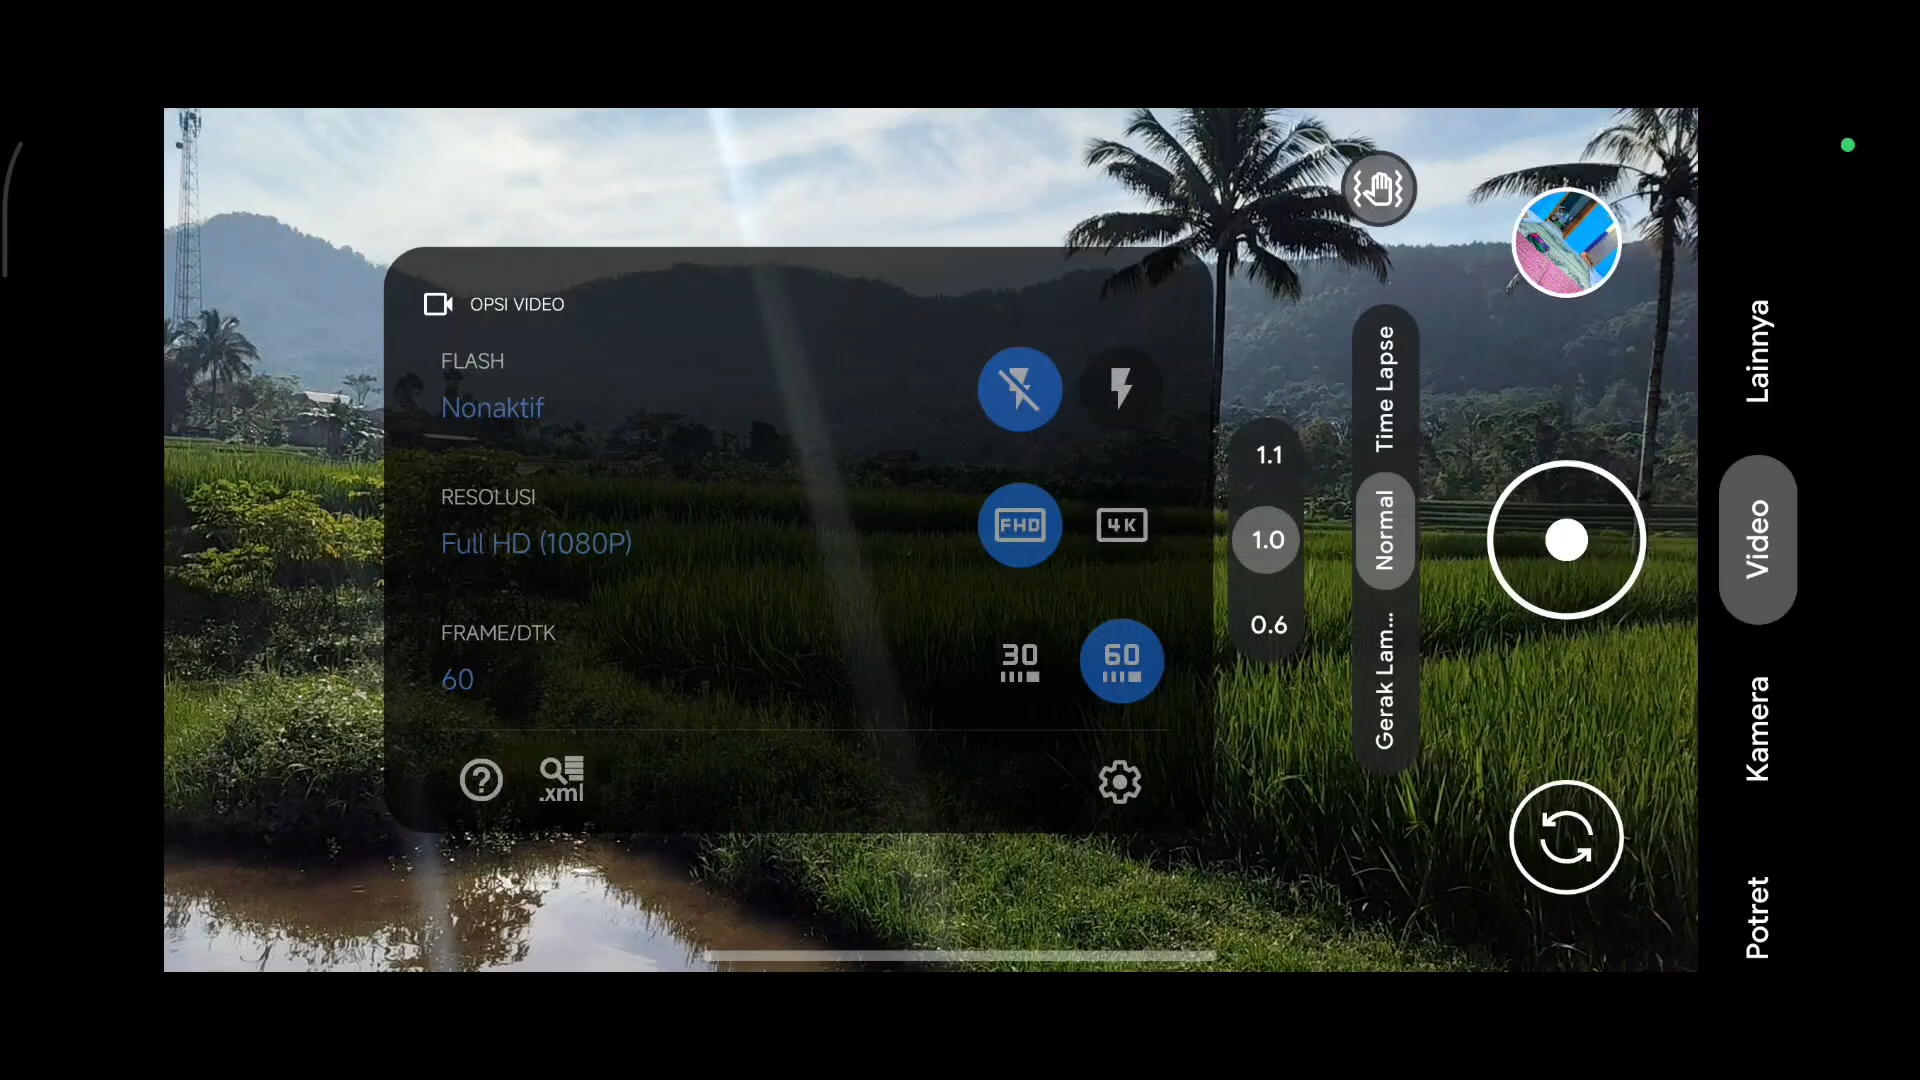 OPSI VIDEO
FLASH
Nonaktif
RESOLUSI
Full HD (1080P)
FHD
4K
FRAME/DTK
60
30
60
.xml
1.1
1.0
0.6
Time Lapse
Normal
Gerak Lam...
Lainnya
Video
Kamera
Potret